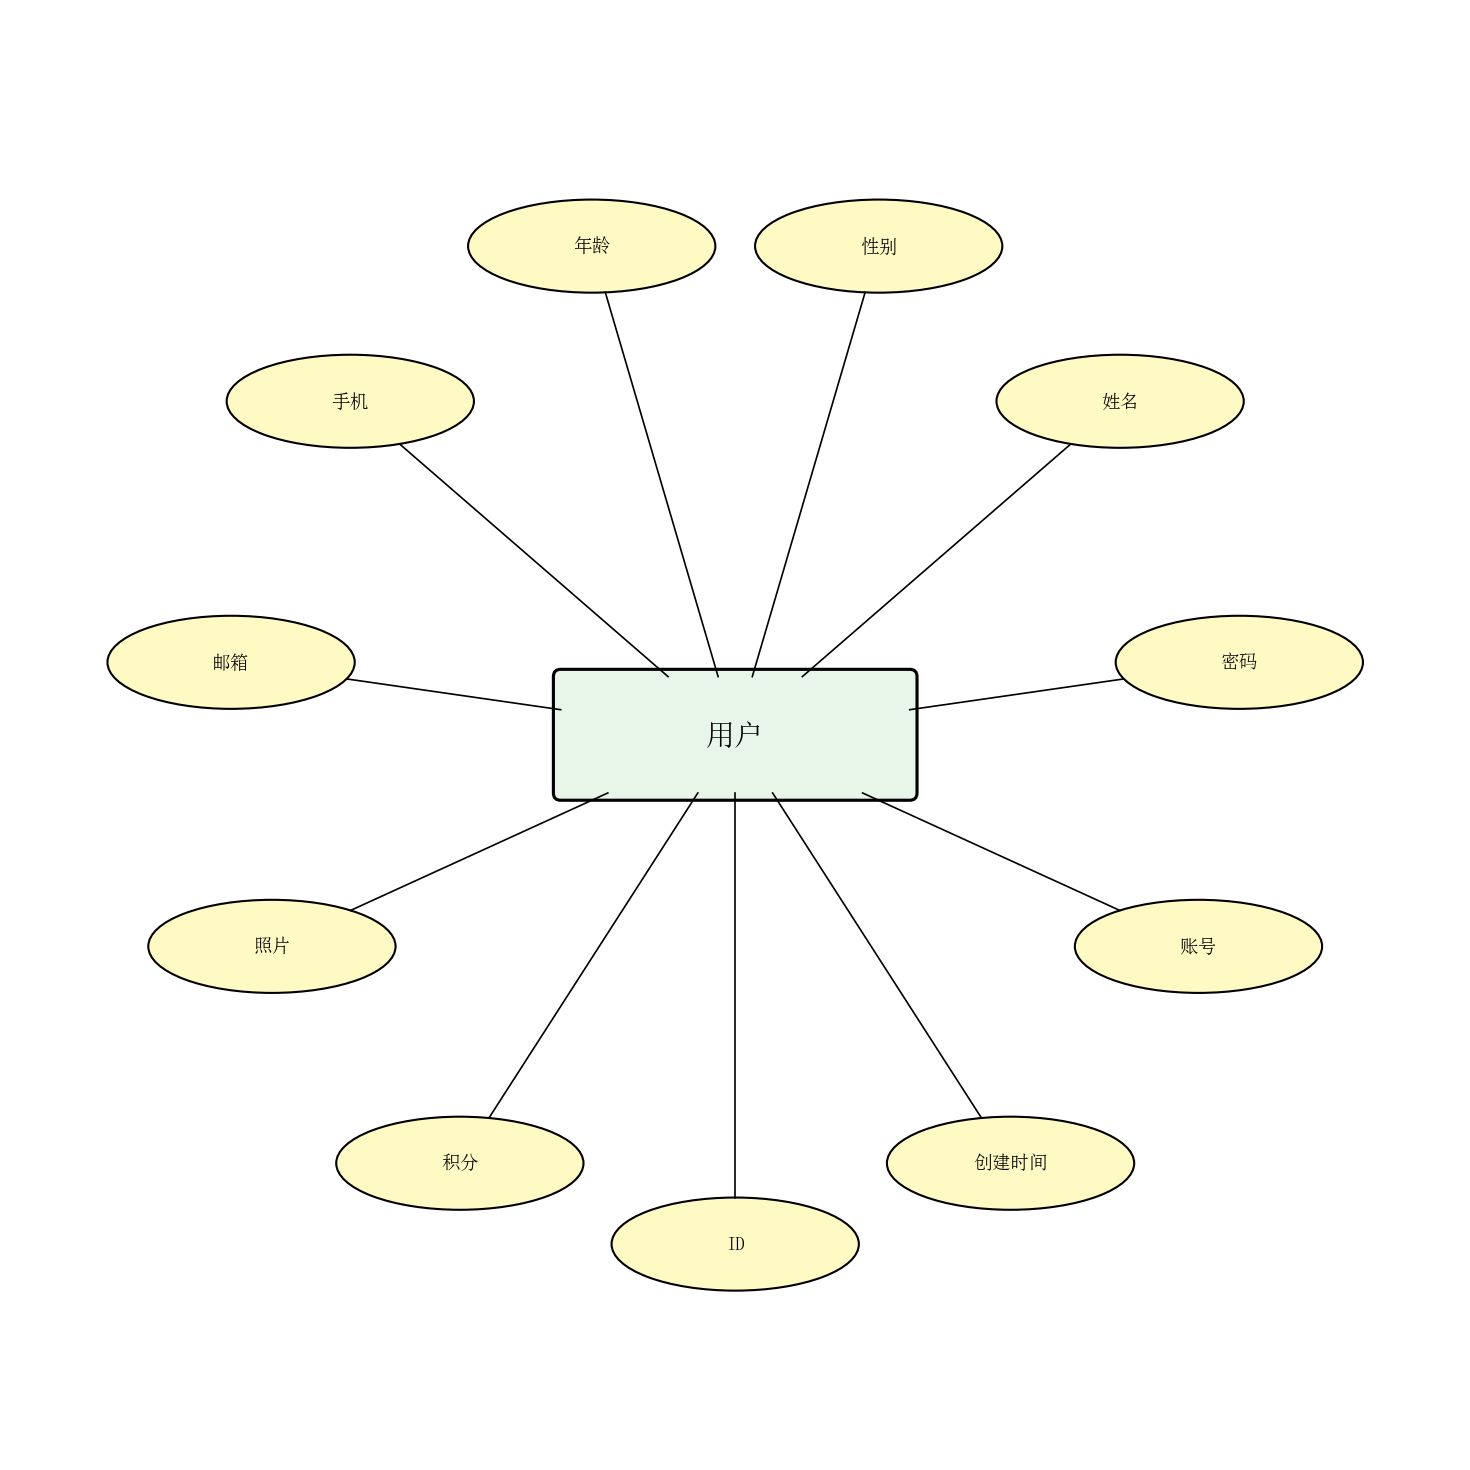 年龄
性别
手机
姓名
邮箱
密码
用户
照片
账号
积分
创建时间
ID